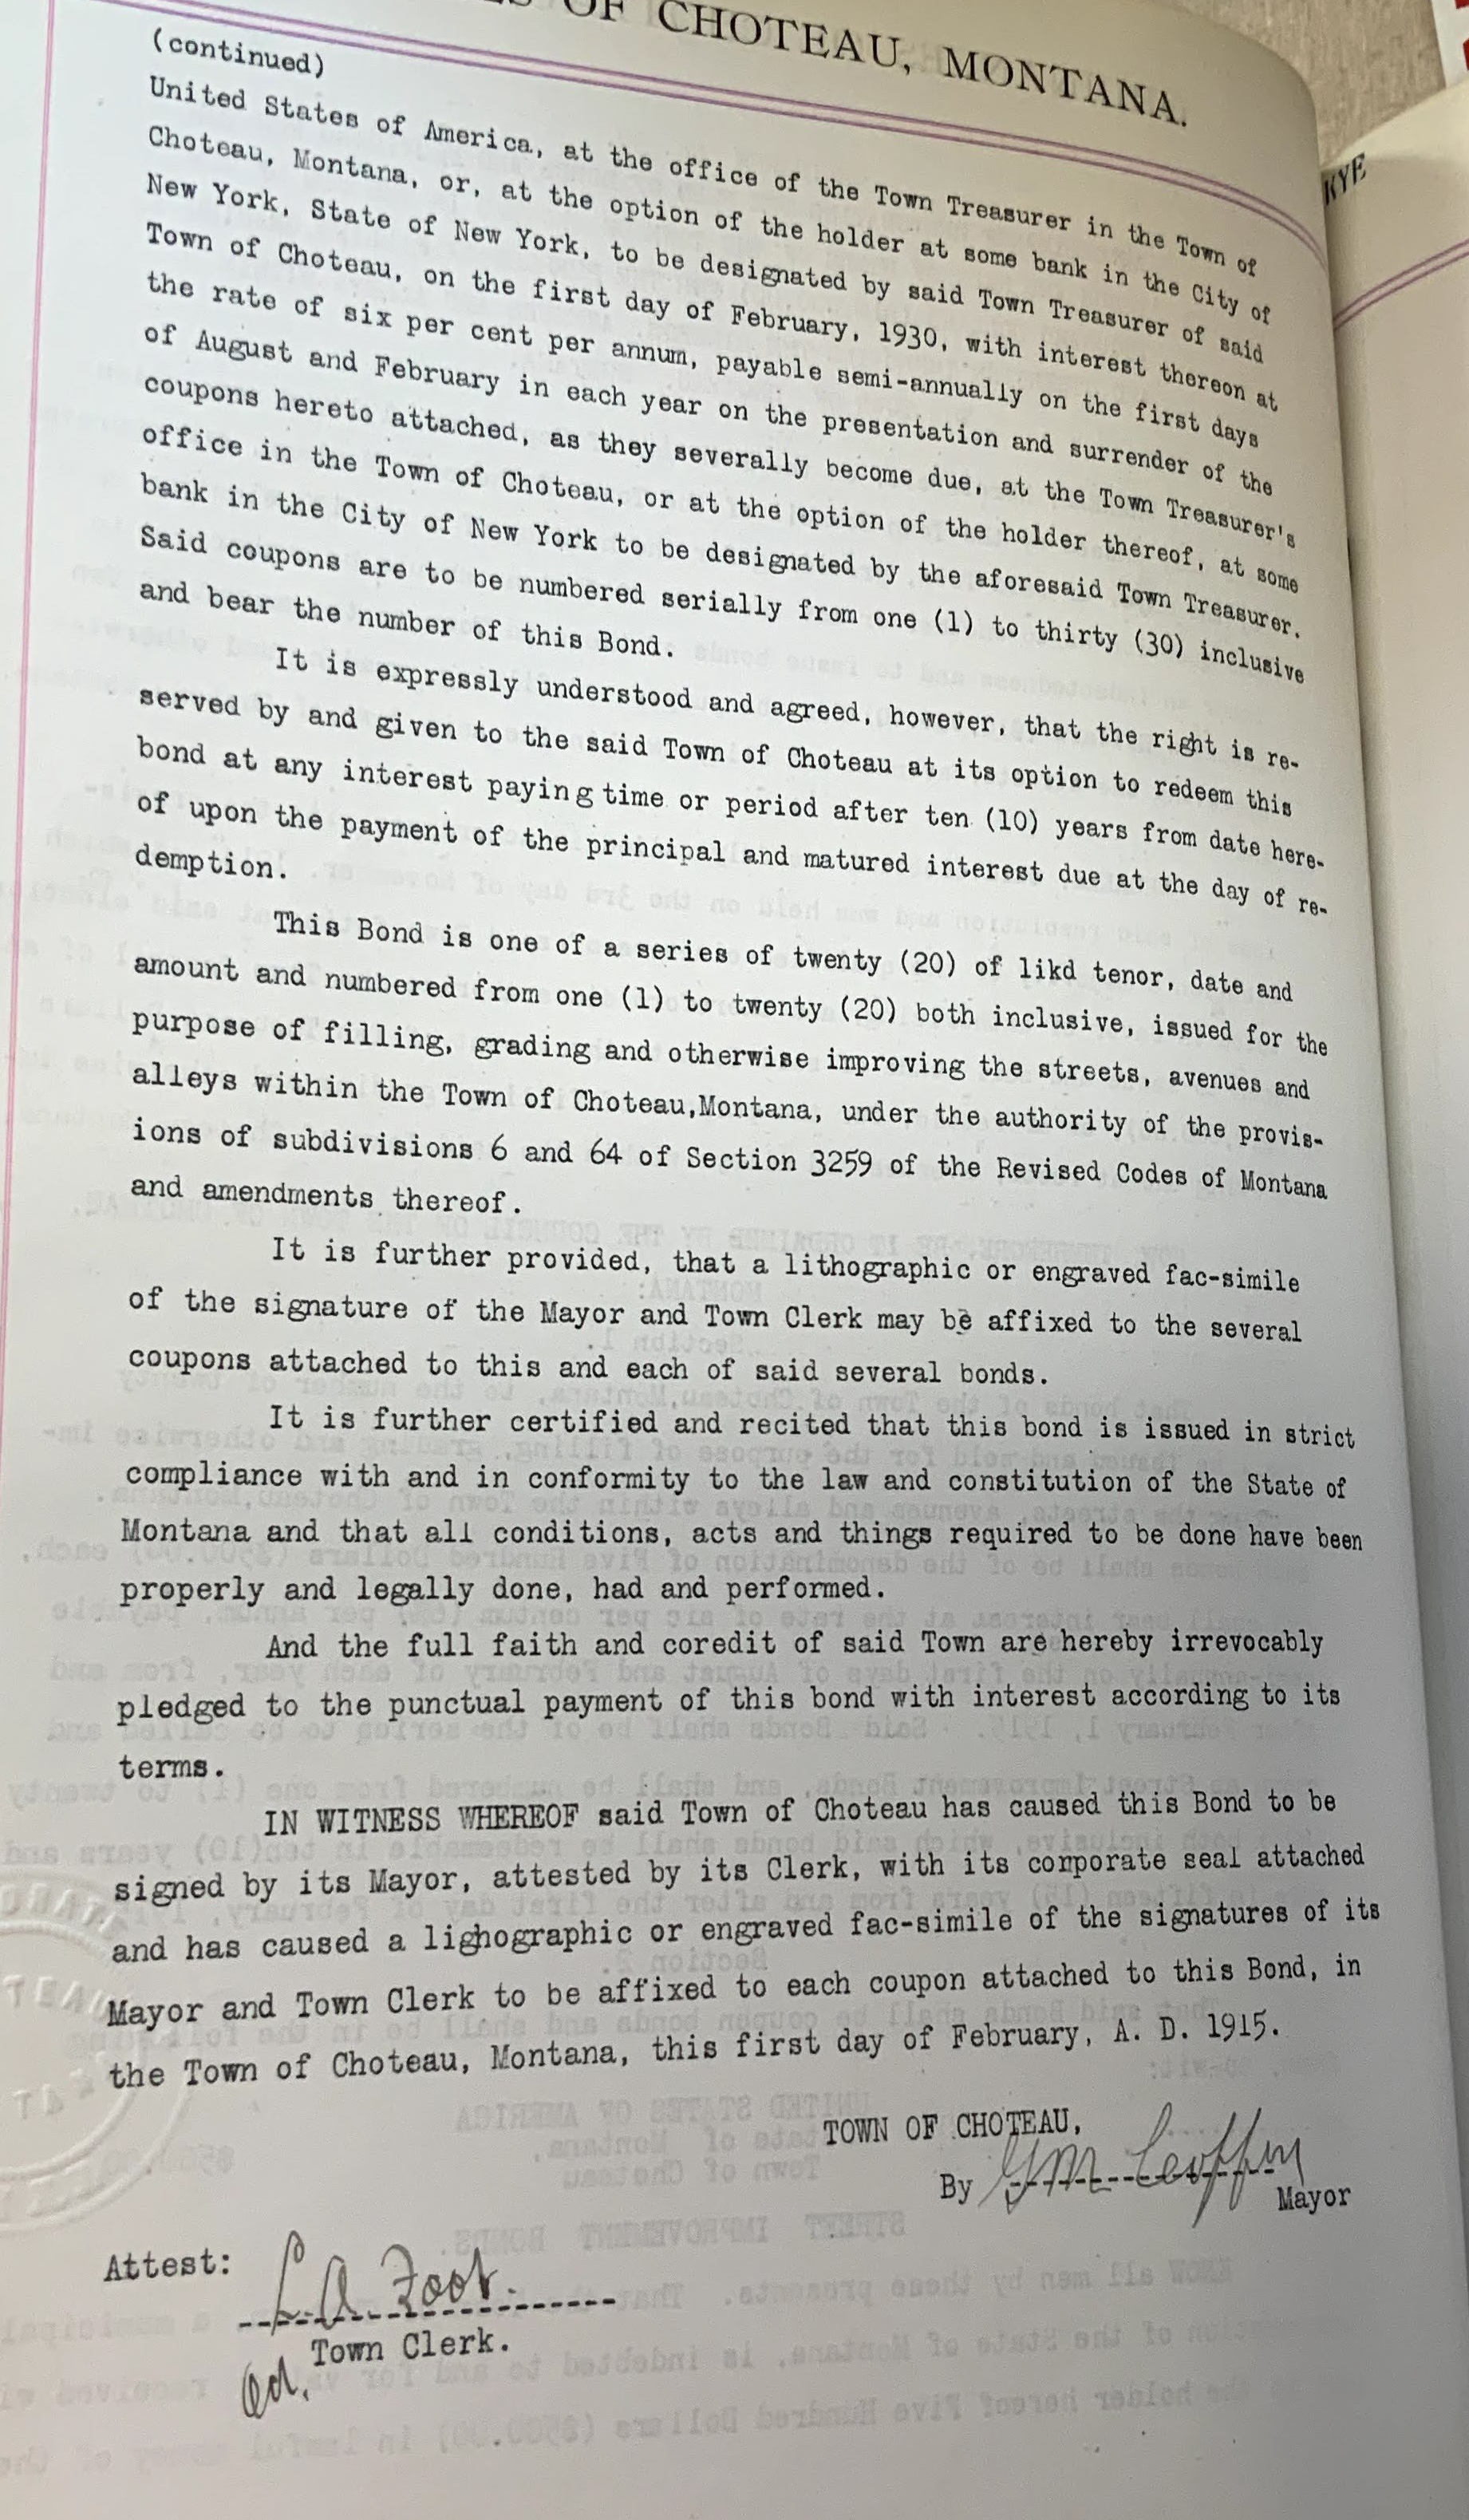 OF CHOTEAU, MONTANA.
(continued)
United States of America, at the office of the Town Treasurer in the Town of
Choteau, Montana, or, at the option of the holder at some bank in the City of
New York, State of New York, to be designated by said Town Treasurer of said
Town of Choteau, on the first day of February, 1930, with interest thereon at
the rate of six per cent per annum, payable semi-annually on the first days
of August and February in each year on the presentation and surrender of the
coupons hereto attached, as they severally become due, at the Town Treasurer's
office in the Town of Choteau, or at the option of the holder thereof, at some
bank in the City of New York to be designated by the aforesaid Town Treasurer.
Said coupons are to be numbered serially from one (1) to thirty (30) inclusive
and bear the number of this Bond.
It is expressly understood and agreed, however, that the right is re-
served by and given to the said Town of Choteau at its option to redeem this
bond at any interest paying time or period after ten (10) years from date here-
of upon the payment of the principal and matured interest due at the day of re-
demption.
This Bond is one of a series of twenty (20) of likd tenor, date and
amount and numbered from one (1) to twenty (20) both inclusive, issued for the
purpose of filling, grading and otherwise improving the streets, avenues and
alleys within the Town of Choteau,Montana, under the authority of the provis-
ions of subdivisions 6 and 64 of Section 3259 of the Revised Codes of Montana
and amendments thereof.
It is further provided, that a lithographic or engraved fac-simile
of the signature of the Mayor and Town Clerk may be affixed to the several
coupons attached to this and each of said several bonds.
It is further certified and recited that this bond is issued in strict
compliance with and in conformity to the law and constitution of the State of
Montana and that all conditions, acts and things required to be done have been
properly and legally done, had and performed.
And the full faith and coredit of said Town are hereby irrevocably
pledged to the punctual payment of this bond with interest according to its
terms.
IN WITNESS WHEREOF said Town of Choteau has caused this Bond to be
signed by its Mayor, attested by its Clerk, with its corporate seal attached
and has caused a lighographic or engraved fac-simile of the signatures of its
Mayor and Town Clerk to be affixed to each coupon attached to this Bond, in
the Town of Choteau, Montana, this first day of February, A. D. 1915.
TOWN OF CHOTEAU,
By G M Coffin
Mayor
Attest:
L A Foot.
Town Clerk.